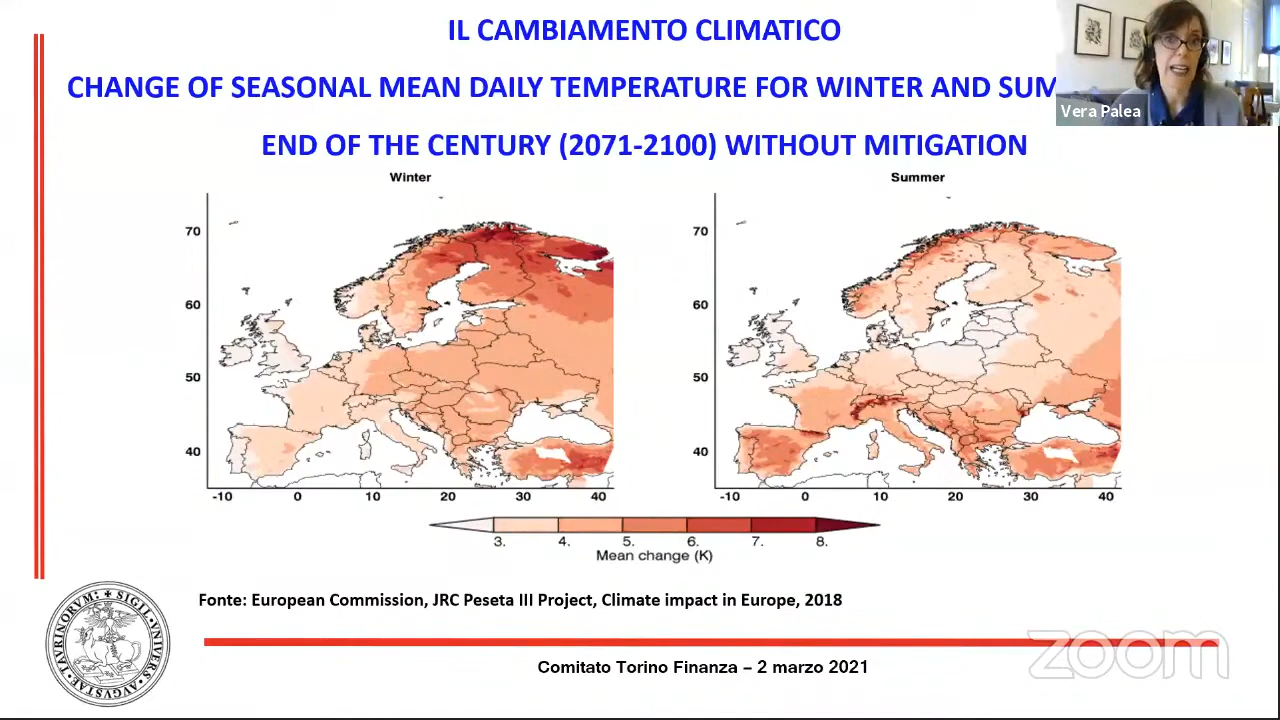 IL CAMBIAMENTO CLIMATICO
CHANGE OF SEASONAL MEAN DAILY TEMPERATURE FOR WINTER AND SUM
Vera Palea
END OF THE CENTURY (2071-2100) WITHOUT MITIGATION
Winter
Summer
70
60
50
40
-10 0 10 20 30 40
70
60
50
40
-10 0 10 20 30 40
3. 4. 5. 6. 7. 8.
Mean change (K)
Fonte: European Commission, JRC Peseta III Project, Climate impact in Europe, 2018
Comitato Torino Finanza – 2 marzo 2021
zoom